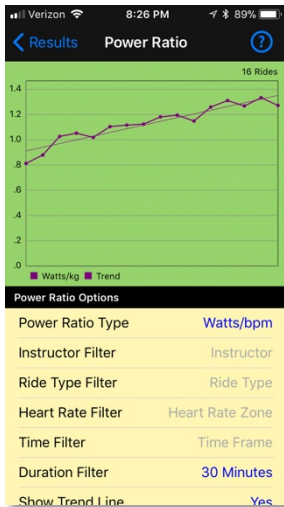 Verizon 8:26 PM 89%
Results Power Ratio ?
16 Rides
1.4
1.2
1.0
.8
.6
.4
.2
.0
Watts/kg Trend
Power Ratio Options
Power Ratio Type Watts/bpm
Instructor Filter Instructor
Ride Type Filter Ride Type
Heart Rate Filter Heart Rate Zone
Time Filter Time Frame
Duration Filter 30 Minutes
Show Trend Line Yes